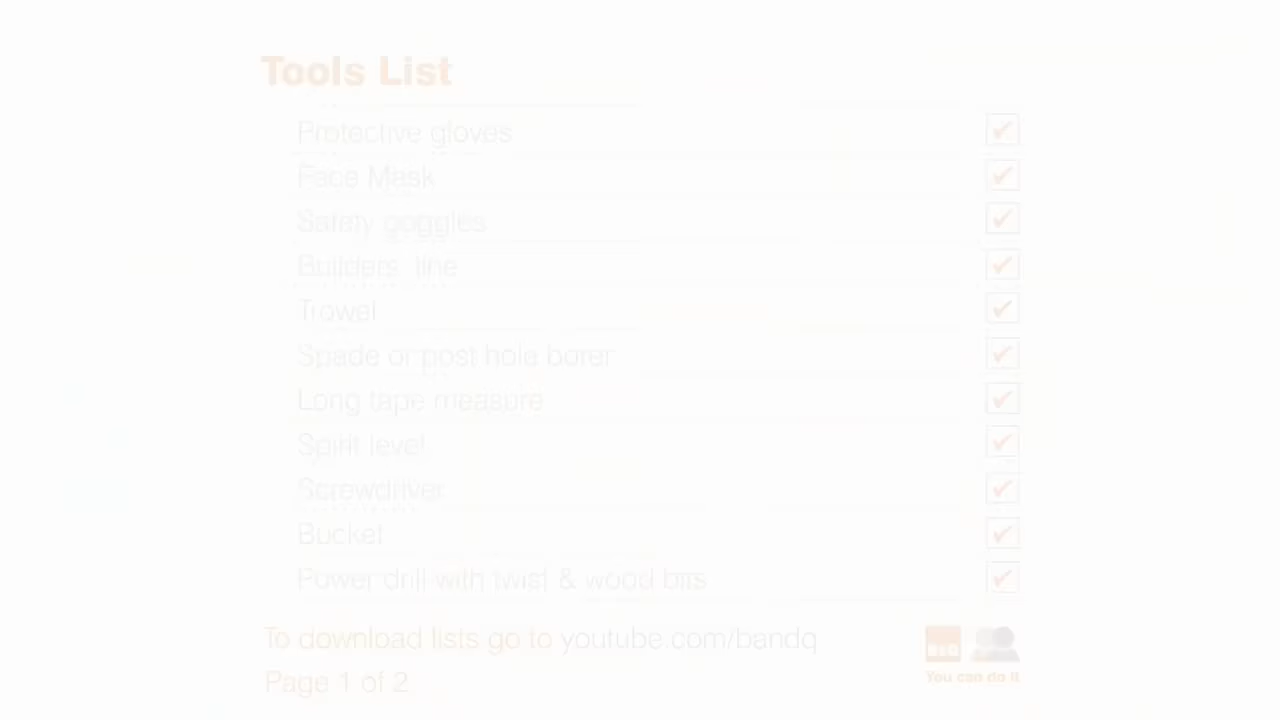 Tools List
Protective gloves
Face Mask
Safety goggles
Builders' line
Trowel
Spade or post hole borer
Long tape measure
Spirit level
Screwdriver
Bucket
Power drill with twist & wood bits
To download lists go to youtube.com/bandq
Page 1 of 2
B&Q
You can do it